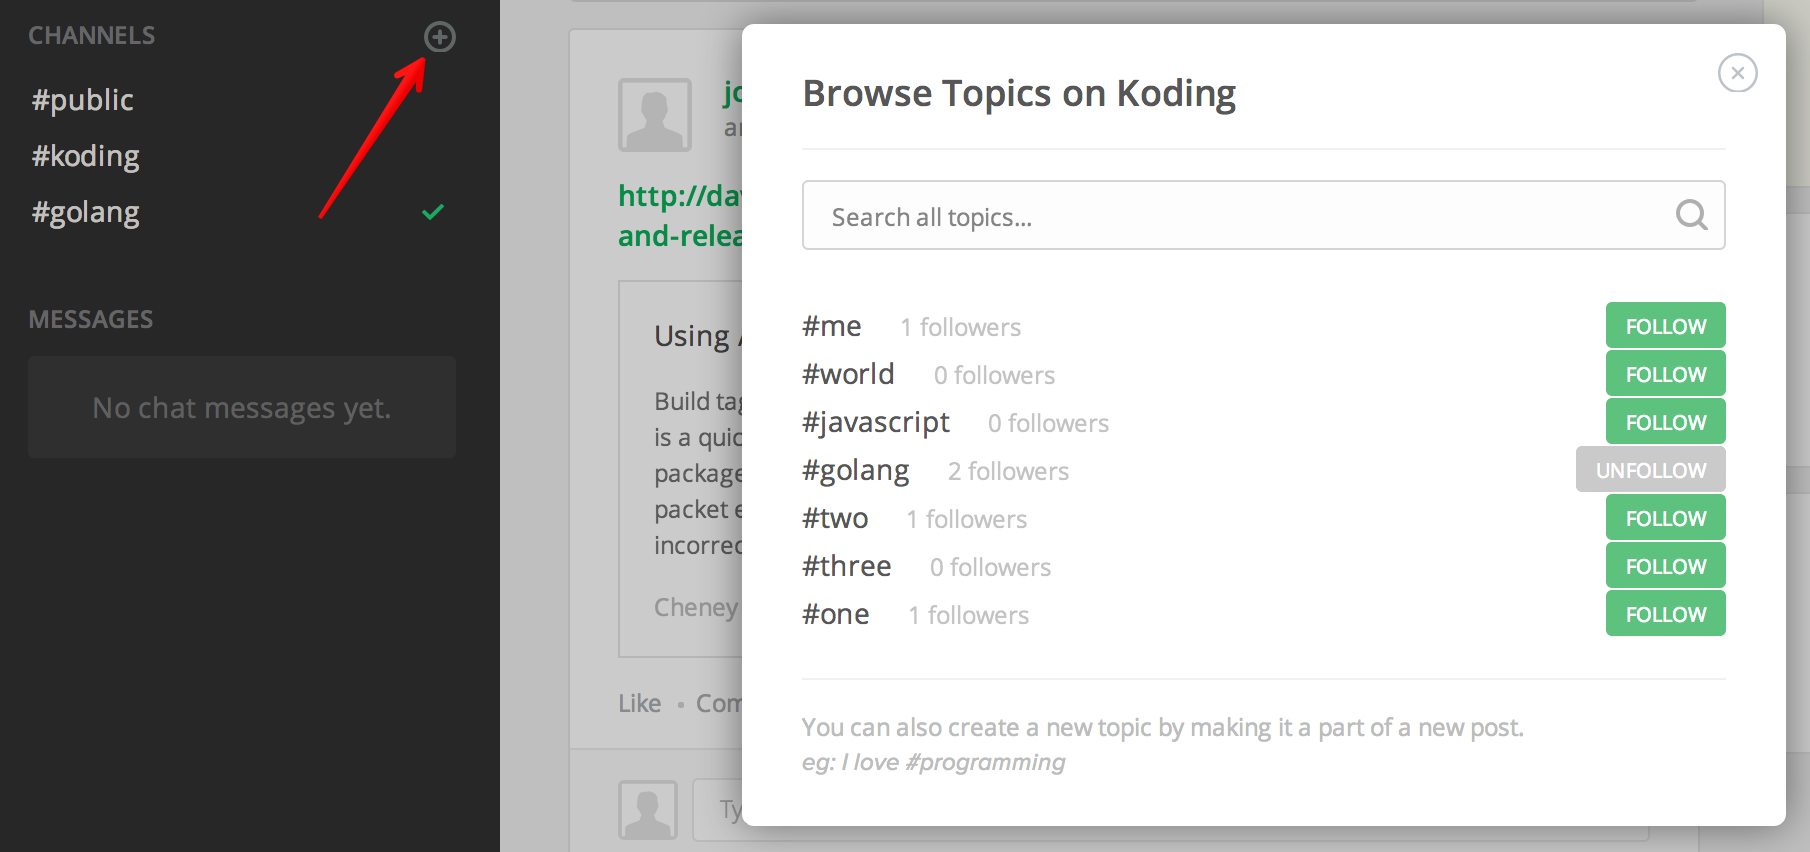 CHANNELS
#public
#koding
#golang
MESSAGES
No chat messages yet.
http://da
and-relea
Using
Build tag
is a quic
package
packet e
incorrec
Cheney
Like • Com
Ty
Browse Topics on Koding
Search all topics...
#me 1 followers FOLLOW
#world 0 followers FOLLOW
#javascript 0 followers FOLLOW
#golang 2 followers UNFOLLOW
#two 1 followers FOLLOW
#three 0 followers FOLLOW
#one 1 followers FOLLOW
You can also create a new topic by making it a part of a new post.
eg: I love #programming